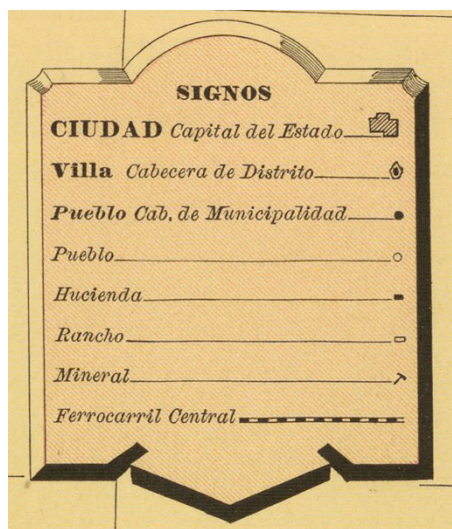 SIGNOS
CIUDAD Capital del Estado
Villa Cabecera de Distrito
Pueblo Cab. de Municipalidad
Pueblo
Hucienda
Rancho
Mineral
Ferrocarril Central